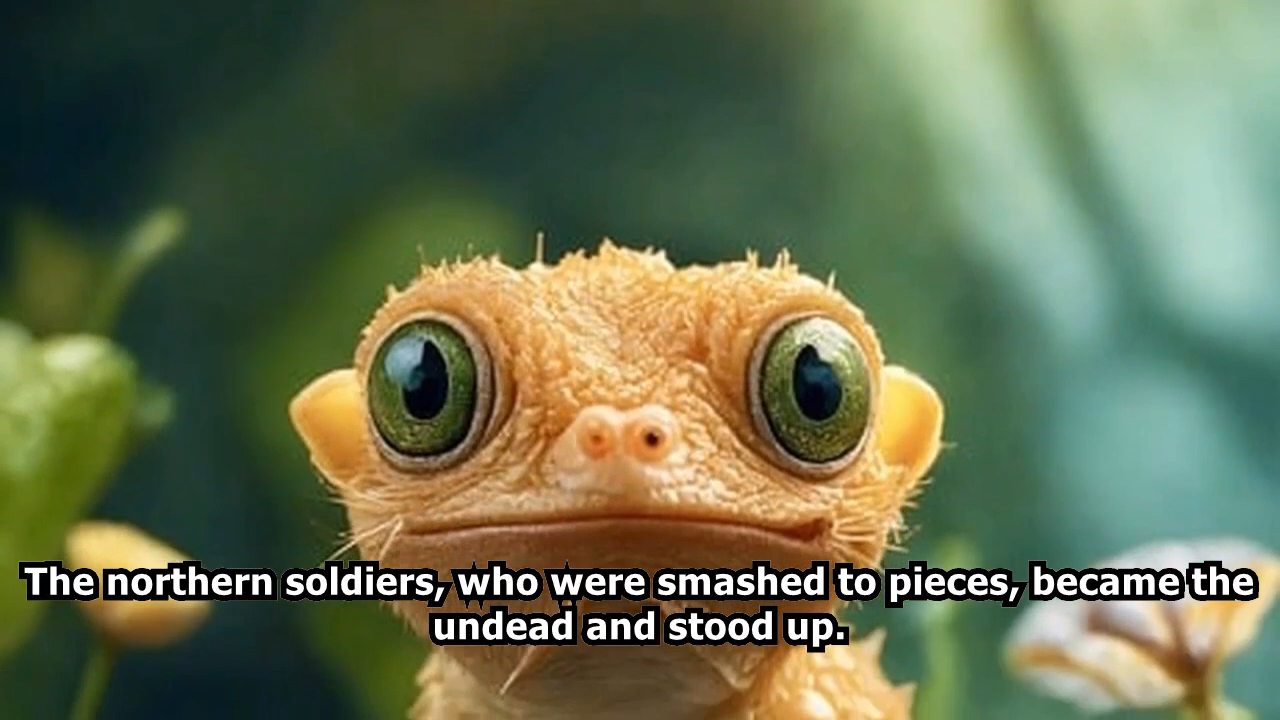 The northern soldiers, who were smashed to pieces, became the
undead and stood up.